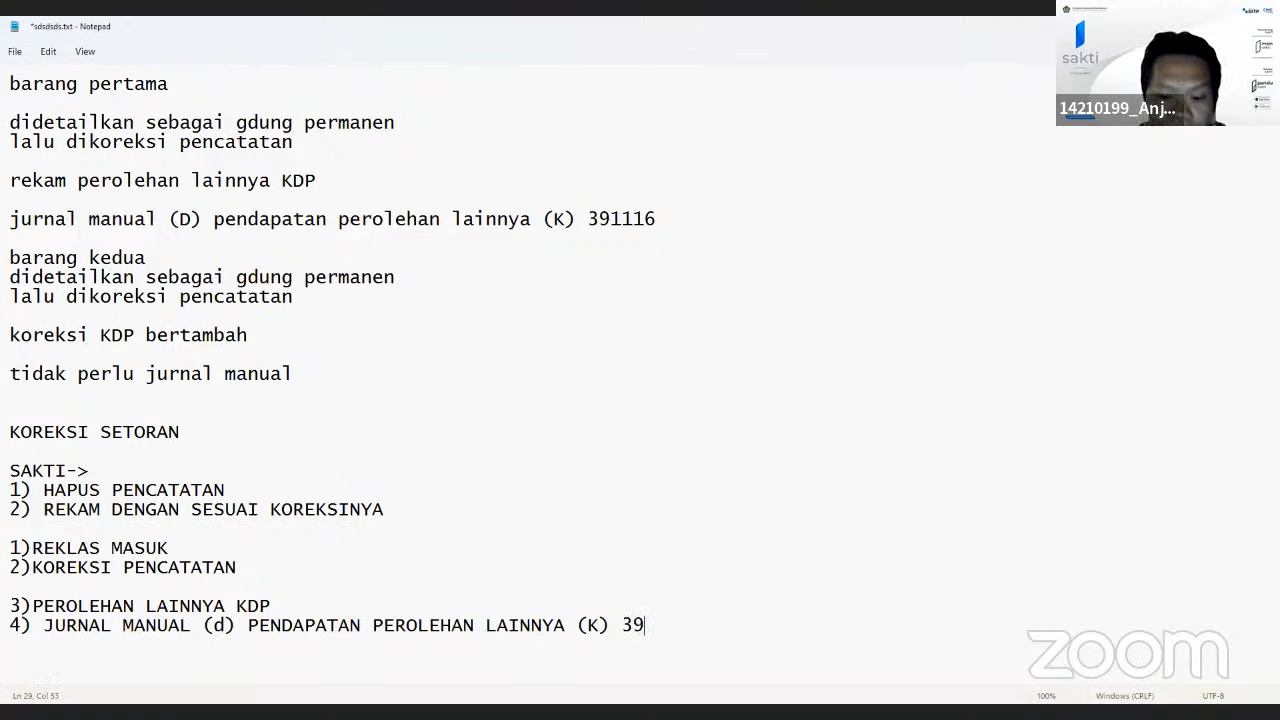 *sdsdsds.txt - Notepad
File Edit View
barang pertama
didetailkan sebagai gdung permanen
lalu dikoreksi pencatatan
rekam perolehan lainnya KDP
jurnal manual (D) pendapatan perolehan lainnya (K) 391116
barang kedua
didetailkan sebagai gdung permanen
lalu dikoreksi pencatatan
koreksi KDP bertambah
tidak perlu jurnal manual
KOREKSI SETORAN
SAKTI->
1) HAPUS PENCATATAN
2) REKAM DENGAN SESUAI KOREKSINYA
1)REKLAS MASUK
2)KOREKSI PENCATATAN
3)PEROLEHAN LAINNYA KDP
4) JURNAL MANUAL (d) PENDAPATAN PEROLEHAN LAINNYA (K) 39
Ln 29, Col 53
100%
Windows (CRLF)
UTF-8
sakti
14210199_Anj...
zoom